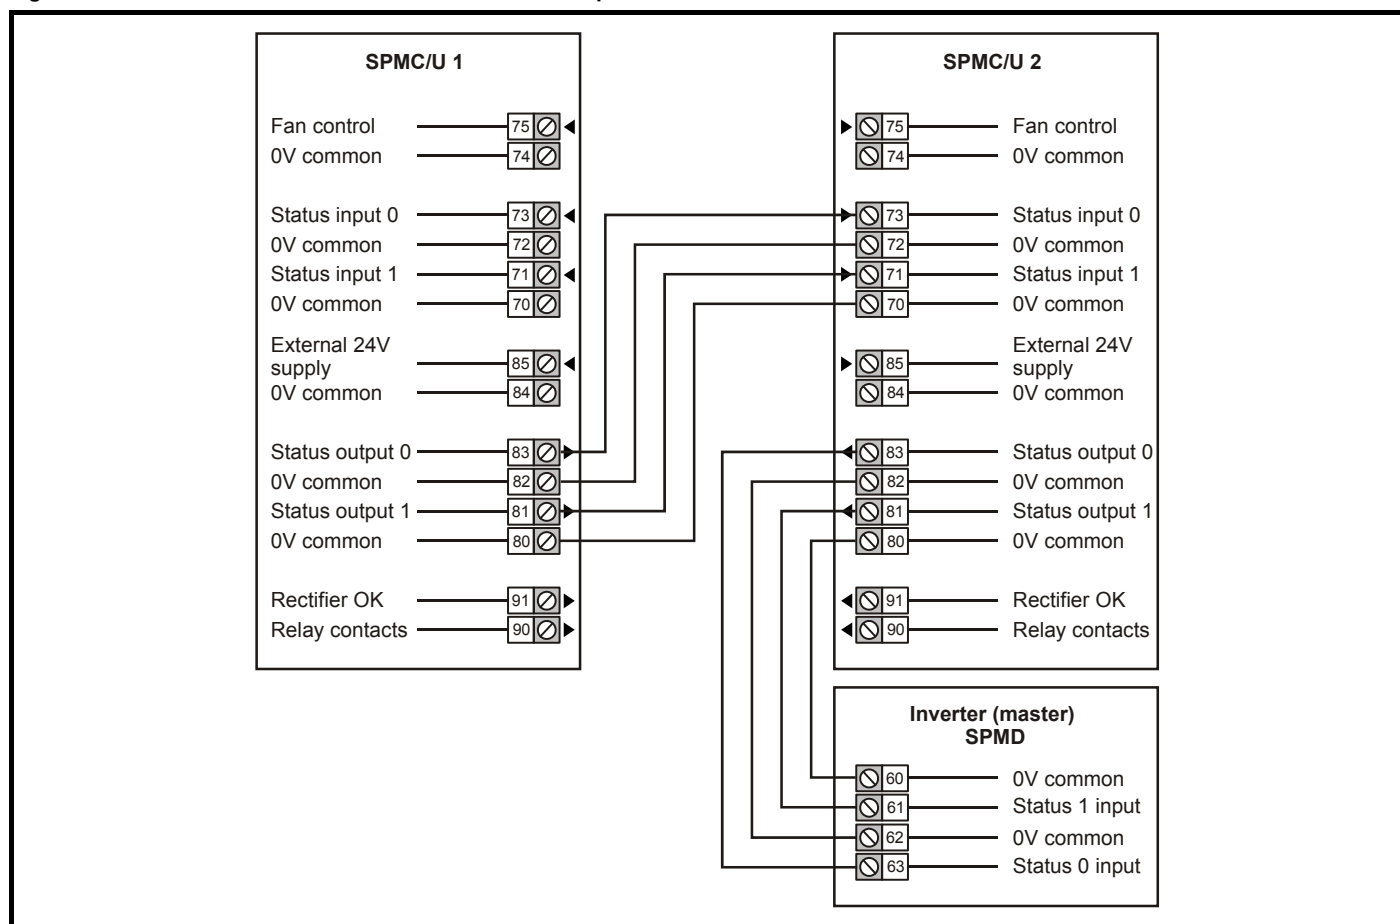 SPMC/U 1
Fan control 75
0V common 74
Status input 0 73
0V common 72
Status input 1 71
0V common 70
External 24V
supply 85
0V common 84
Status output 0 83
0V common 82
Status output 1 81
0V common 80
Rectifier OK 91
Relay contacts 90
SPMC/U 2
75 Fan control
74 0V common
73 Status input 0
72 0V common
71 Status input 1
70 0V common
External 24V
85 supply
84 0V common
83 Status output 0
82 0V common
81 Status output 1
80 0V common
91 Rectifier OK
90 Relay contacts
Inverter (master)
SPMD
60 0V common
61 Status 1 input
62 0V common
63 Status 0 input